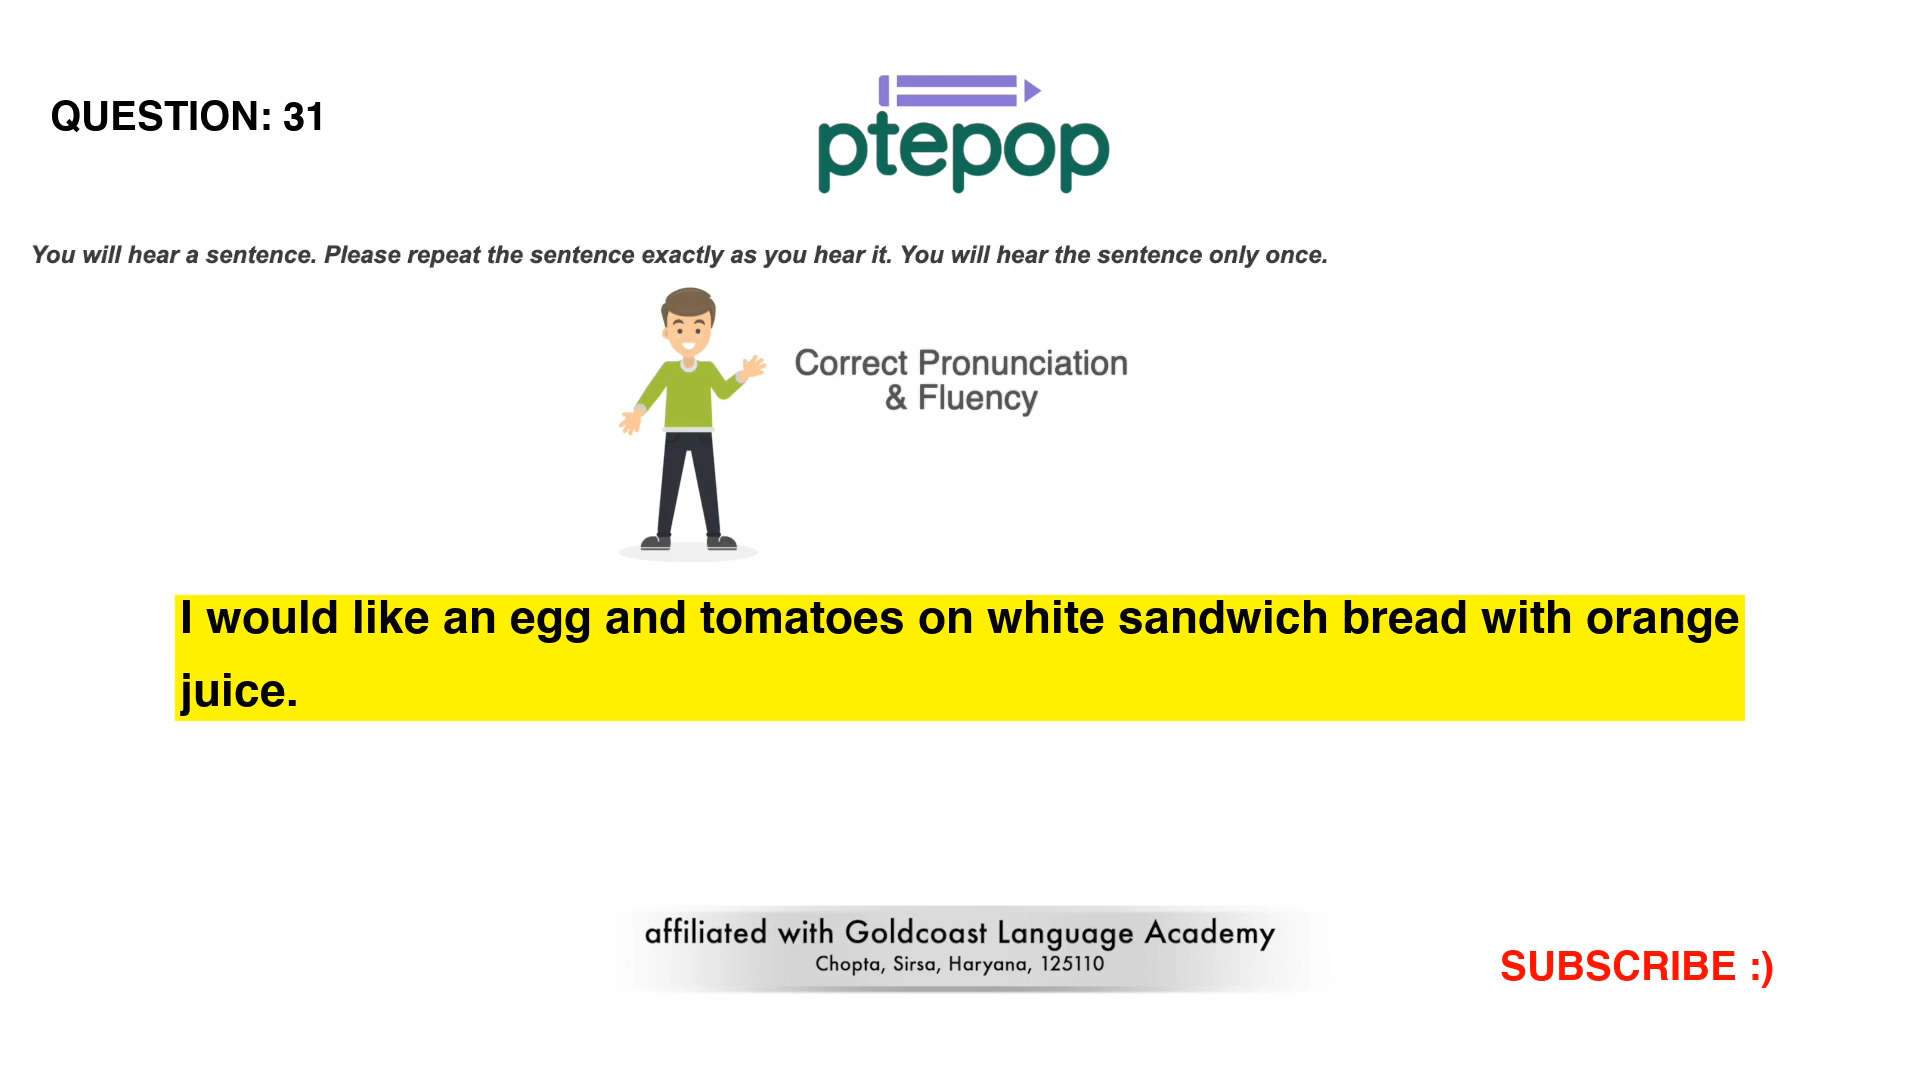 QUESTION: 31
ptepop
You will hear a sentence. Please repeat the sentence exactly as you hear it. You will hear the sentence only once.
Correct Pronunciation
& Fluency
I would like an egg and tomatoes on white sandwich bread with orange
juice.
affiliated with Goldcoast Language Academy
Chopta, Sirsa, Haryana, 125110
SUBSCRIBE :)